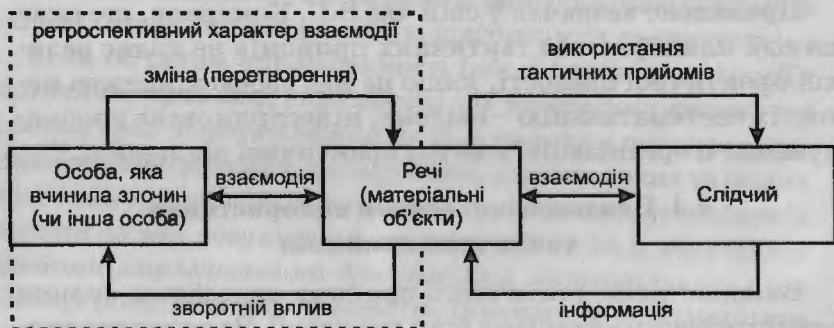 ретроспективний характер взаємодії
зміна (перетворення)
використання
тактичних прийомів
Особа, яка
вчинила злочин
(чи інша особа)
взаємодія
Речі
(матеріальні
об'єкти)
взаємодія
Слідчий
зворотній вплив
інформація